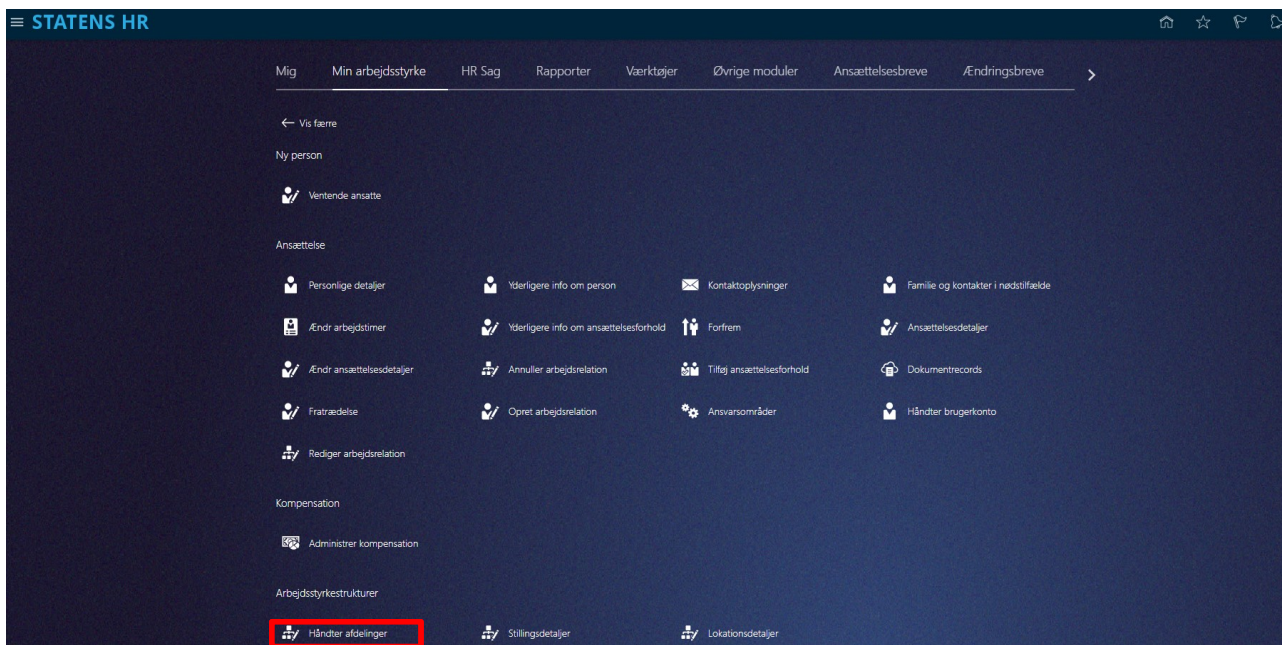 STATENS HR
Mig Min arbejdsstyrke HR Sag Rapporter Værktøjer Øvrige moduler Ansættelsesbreve Ændringsbreve
Vis færre
Ny person
Ventende ansatte
Ansættelse
Personlige detaljer Yderligere info om person Kontaktoplysninger Familie og kontakter i nødstilfælde
Ændr arbejdstimer Yderligere info om ansættelsesforhold Forfrem Ansættelsesdetaljer
Ændr ansættelsesdetaljer Annuller arbejdsrelation Tilføj ansættelsesforhold Dokumentrecords
Fratrædelse Opret arbejdsrelation Ansvarsområder Håndter brugerkonto
Rediger arbejdsrelation
Kompensation
Administrer kompensation
Arbejdsstyrkestrukturer
Håndter afdelinger Stillingsdetaljer Lokationsdetaljer